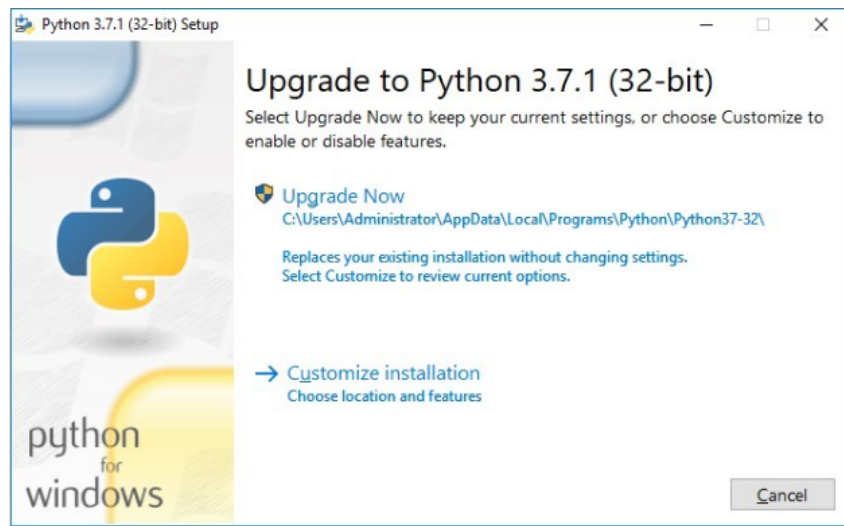 Python 3.7.1 (32-bit) Setup
Upgrade to Python 3.7.1 (32-bit)
Select Upgrade Now to keep your current settings, or choose Customize to
enable or disable features.
Upgrade Now
C:\Users\Administrator\AppData\Local\Programs\Python\Python37-32\
Replaces your existing installation without changing settings.
Select Customize to review current options.
Customize installation
Choose location and features
python
for
windows
Cancel